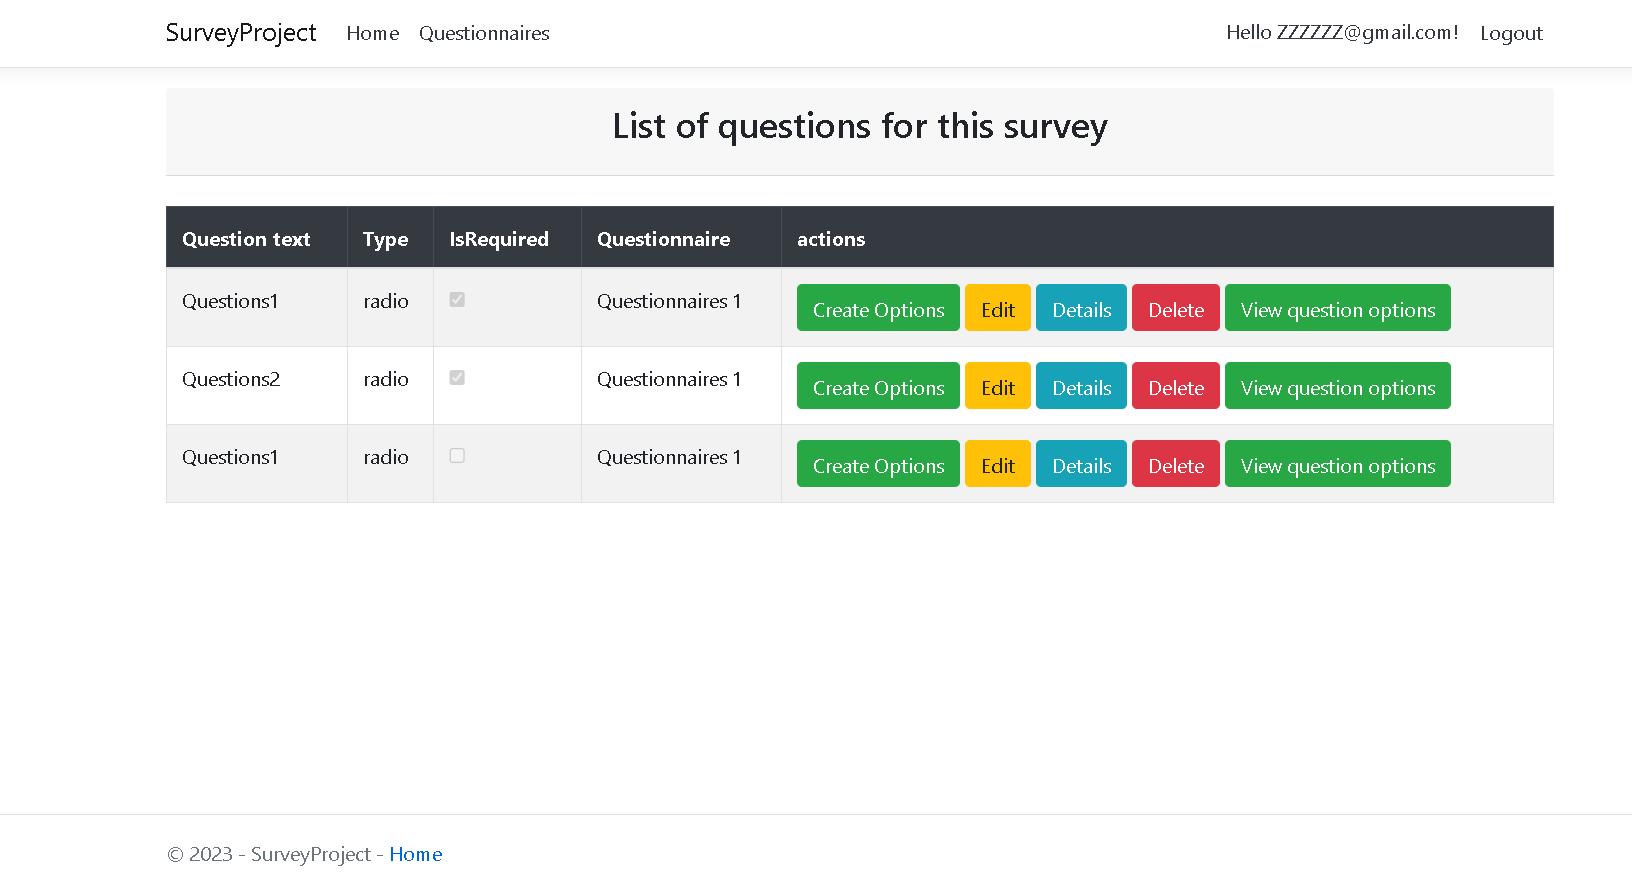 SurveyProject Home Questionnaires Hello ZZZZZZ@gmail.com! Logout
List of questions for this survey
Question text Type IsRequired Questionnaire actions
Questions1 radio Questionnaires 1 Create Options Edit Details Delete View question options
Questions2 radio Questionnaires 1 Create Options Edit Details Delete View question options
Questions1 radio Questionnaires 1 Create Options Edit Details Delete View question options
© 2023 - SurveyProject - Home